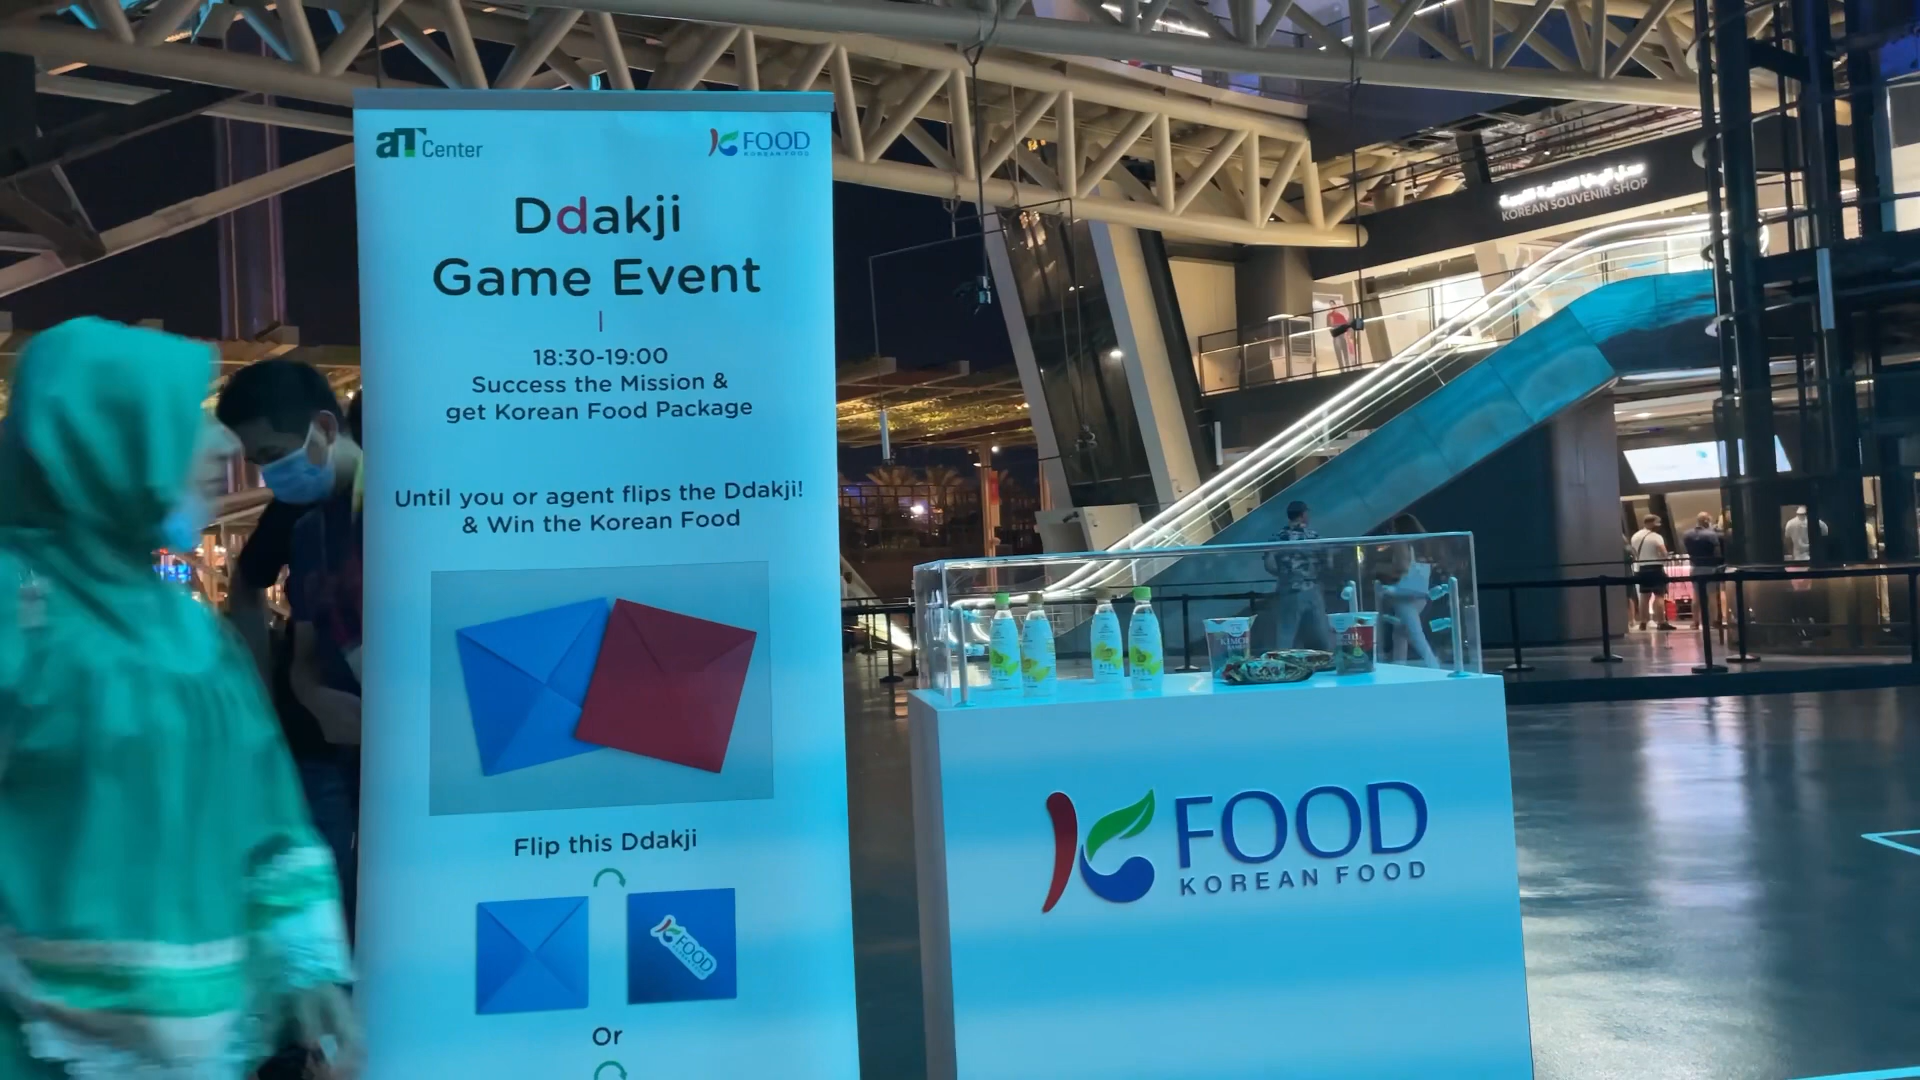 aT Center
K FOOD
KOREAN FOOD
Ddakji
Game Event
18:30-19:00
Success the Mission &
get Korean Food Package
Until you or agent flips the Ddakji!
& Win the Korean Food
Flip this Ddakji
K FOOD
Or
KOREAN SOUVENIR SHOP
KIMCHI
K FOOD
KOREAN FOOD